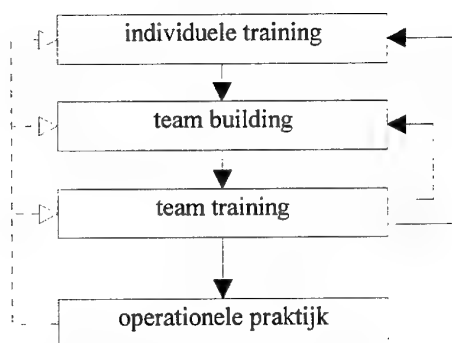 individuele training
team building
team training
operationele praktijk